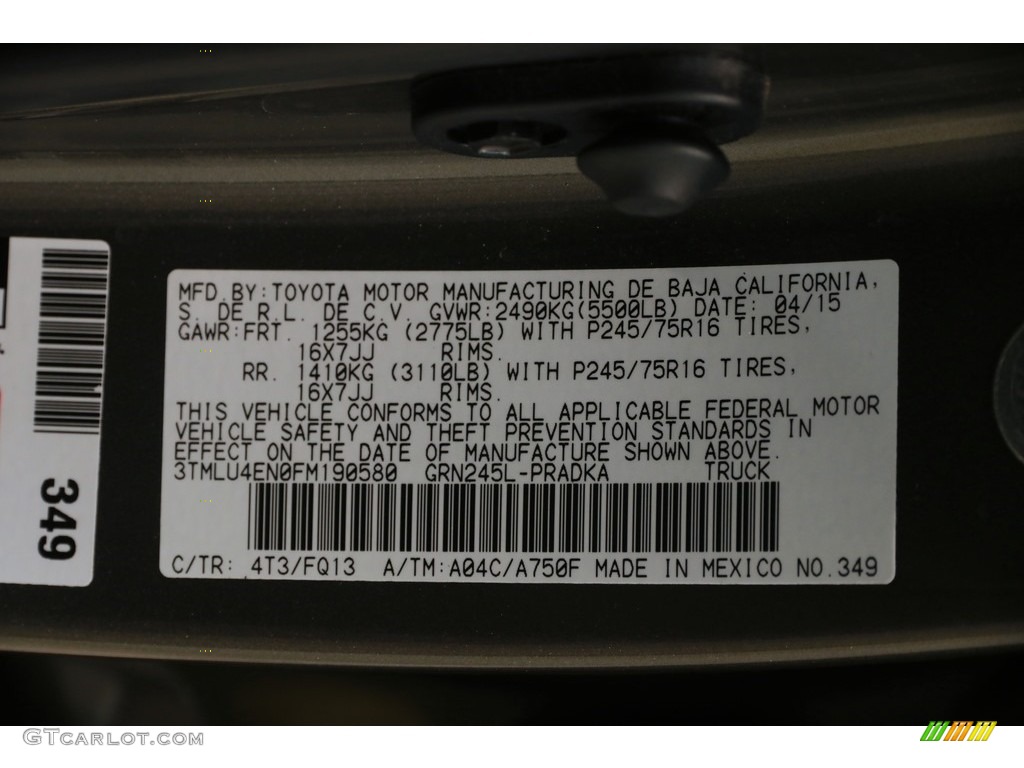 MFD.BY:TOYOTA MOTOR MANUFACTURING DE BAJA CALIFORNIA,
S. DE R.L. DE C.V. GVWR:2490KG(5500LB) DATE: 04/15
GAWR:FRT. 1255KG (2775LB) WITH P245/75R16 TIRES,
16X7JJ RIMS.
RR. 1410KG (3110LB) WITH P245/75R16 TIRES,
16X7JJ RIMS.
THIS VEHICLE CONFORMS TO ALL APPLICABLE FEDERAL MOTOR
VEHICLE SAFETY AND THEFT PREVENTION STANDARDS IN
EFFECT ON THE DATE OF MANUFACTURE SHOWN ABOVE.
3TMLU4EN0FM190580 GRN245L-PRADKA TRUCK
C/TR: 4T3/FQ13 A/TM:A04C/A750F MADE IN MEXICO NO.349
349
GTCARLOT.COM